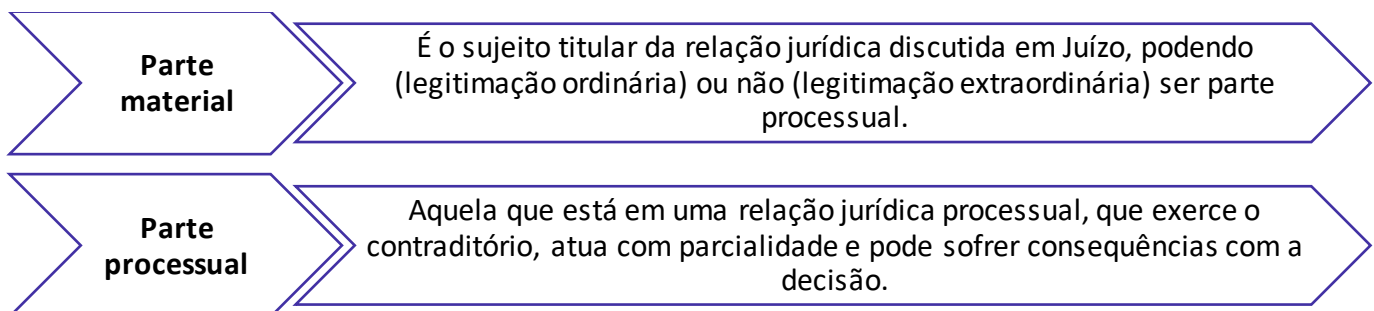 Parte
material
É o sujeito titular da relação jurídica discutida em Juízo, podendo
(legitimação ordinária) ou não (legitimação extraordinária) ser parte
processual.
Parte
processual
Aquela que está em uma relação jurídica processual, que exerce o
contraditório, atua com parcialidade e pode sofrer consequências com a
decisão.